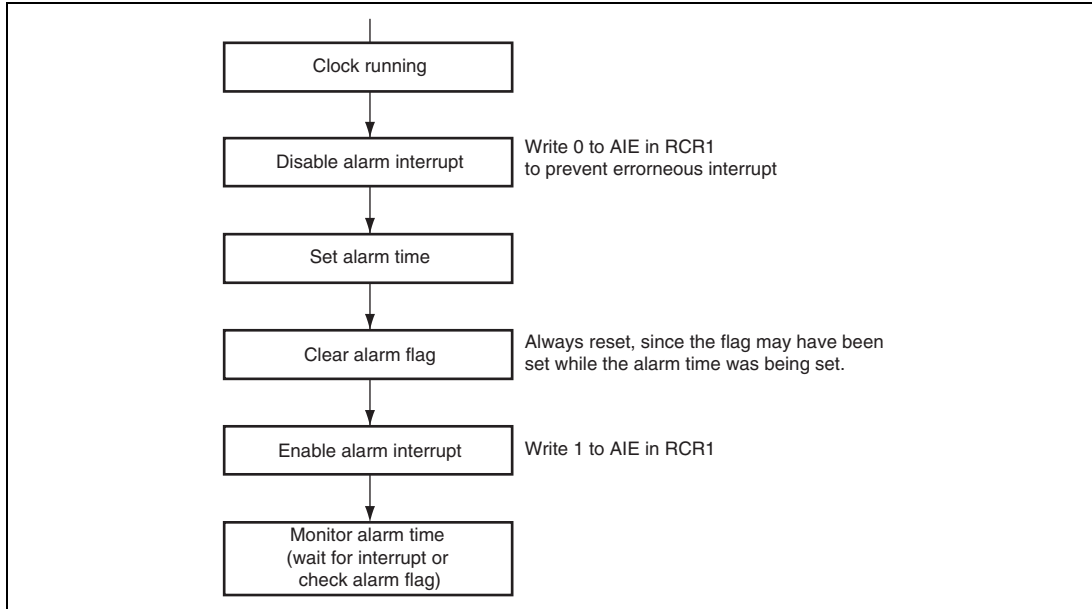 Clock running
Disable alarm interrupt
Write 0 to AIE in RCR1
to prevent errorneous interrupt
Set alarm time
Clear alarm flag
Always reset, since the flag may have been
set while the alarm time was being set.
Enable alarm interrupt
Write 1 to AIE in RCR1
Monitor alarm time
(wait for interrupt or
check alarm flag)